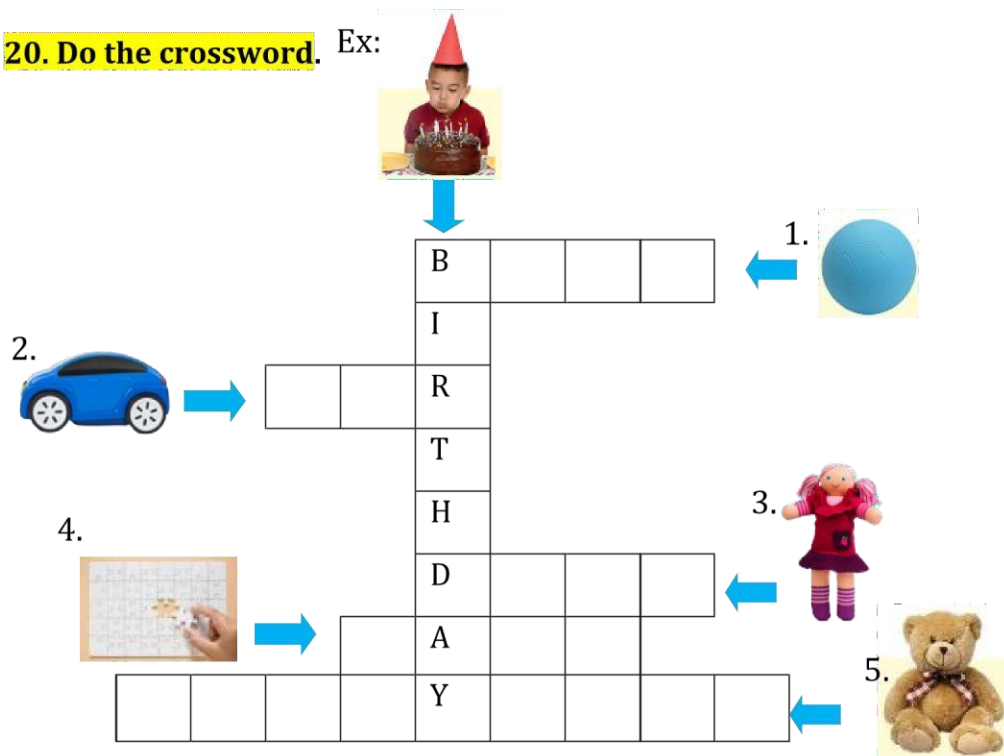 20. Do the crossword. Ex:
1.
B
I
2.
R
T
H
3.
4.
D
A
5.
Y